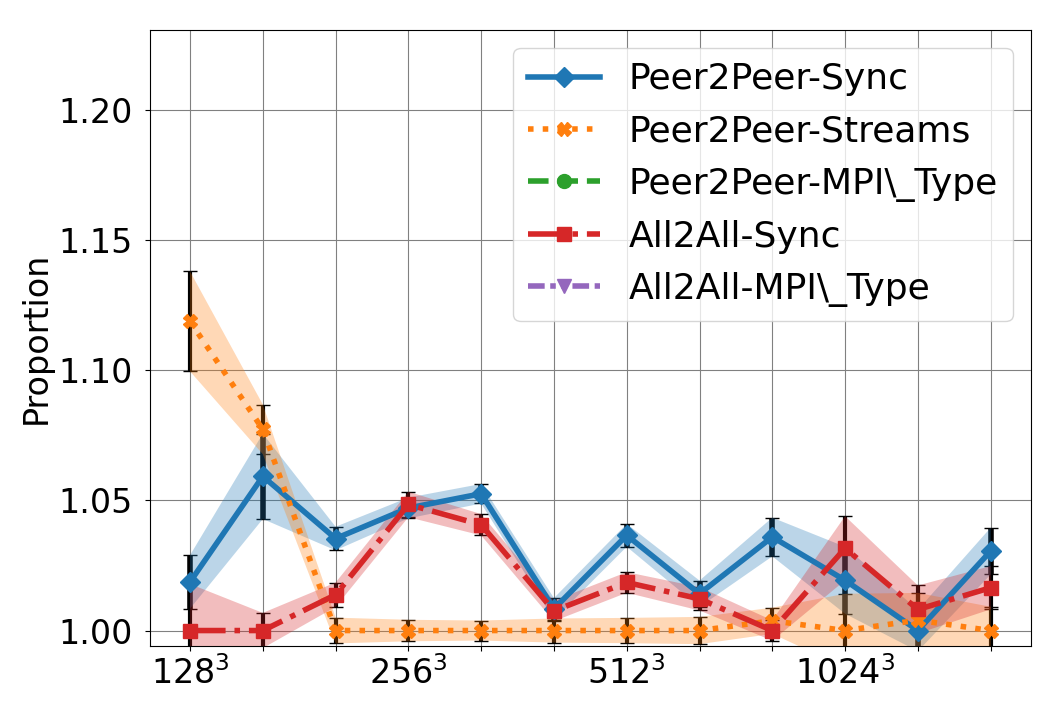 Proportion
1.20
1.15
1.10
1.05
1.00
128³
256³
512³
1024³
Peer2Peer-Sync
Peer2Peer-Streams
Peer2Peer-MPI\_Type
All2All-Sync
All2All-MPI\_Type